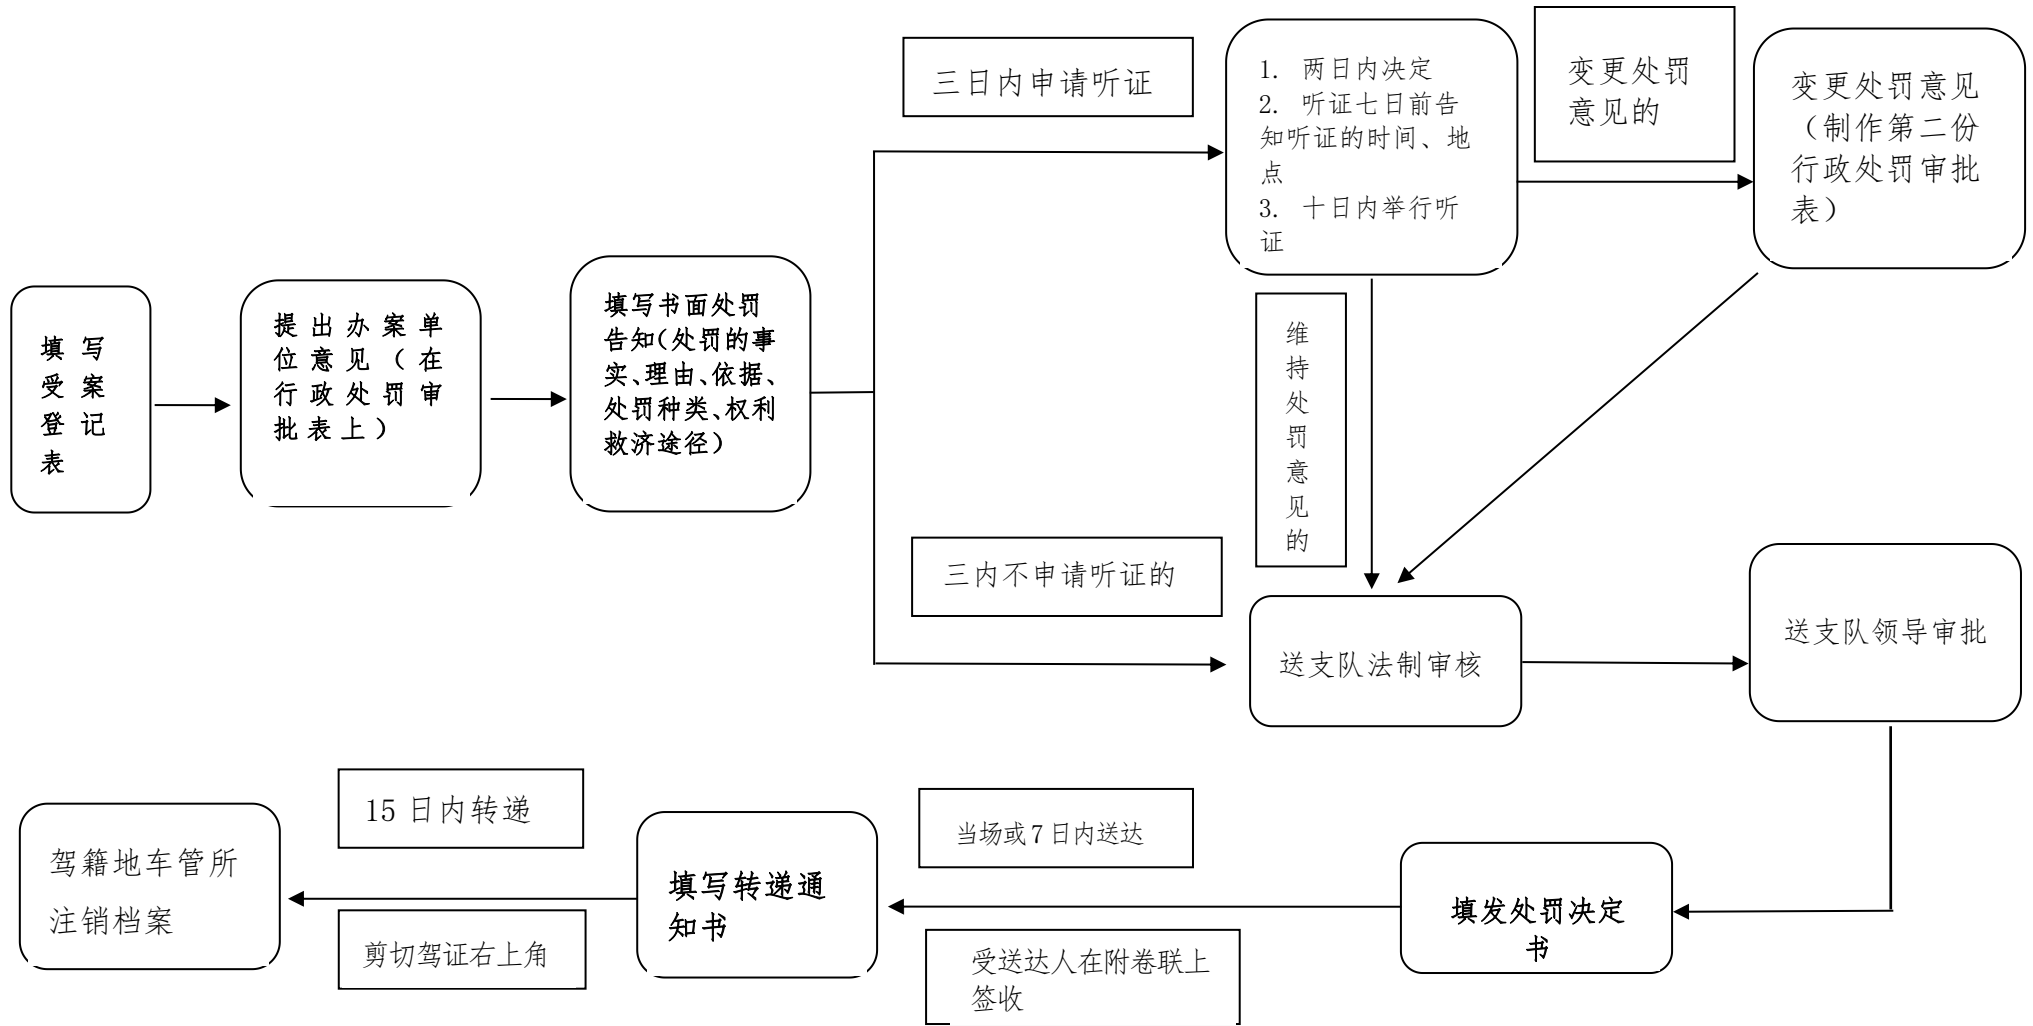 填写
受案
登记
表
提出办案单
位意见（在
行政处罚审
批表上）
填写书面处罚
告知（处罚的事
实、理由、依据、
处罚种类、权利
救济途径）
三日内申请听证
1. 两日内决定
2. 听证七日前告
知听证的时间、地
点
3. 十日内举行听
证
变更处罚
意见的
变更处罚意见
（制作第二份
行政处罚审批
表）
维
持
处
罚
意
见
的
三内不申请听证的
送支队法制审核
送支队领导审批
填发处罚决定
书
当场或7日内送达
受送达人在附卷联上
签收
填写转递通
知书
15日内转递
剪切驾证右上角
驾籍地车管所
注销档案